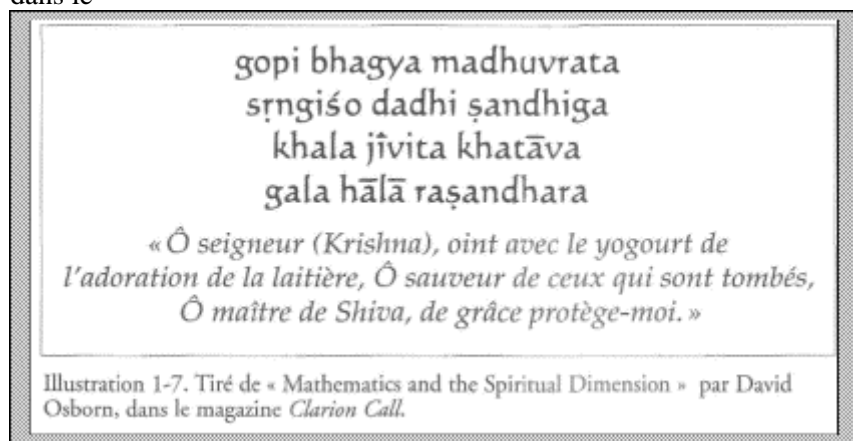 dans le
gopi bhagya madhuvrata
sṛngiśo dadhi ṣandhiga
khala jīvita khatāva
gala hālā raṣandhara
« Ô seigneur (Krishna), oint avec le yogourt de
l'adoration de la laitière, Ô sauveur de ceux qui sont tombés,
Ô maître de Shiva, de grâce protège-moi. »
Illustration 1-7. Tiré de « Mathematics and the Spiritual Dimension » par David
Osborn, dans le magazine Clarion Call.